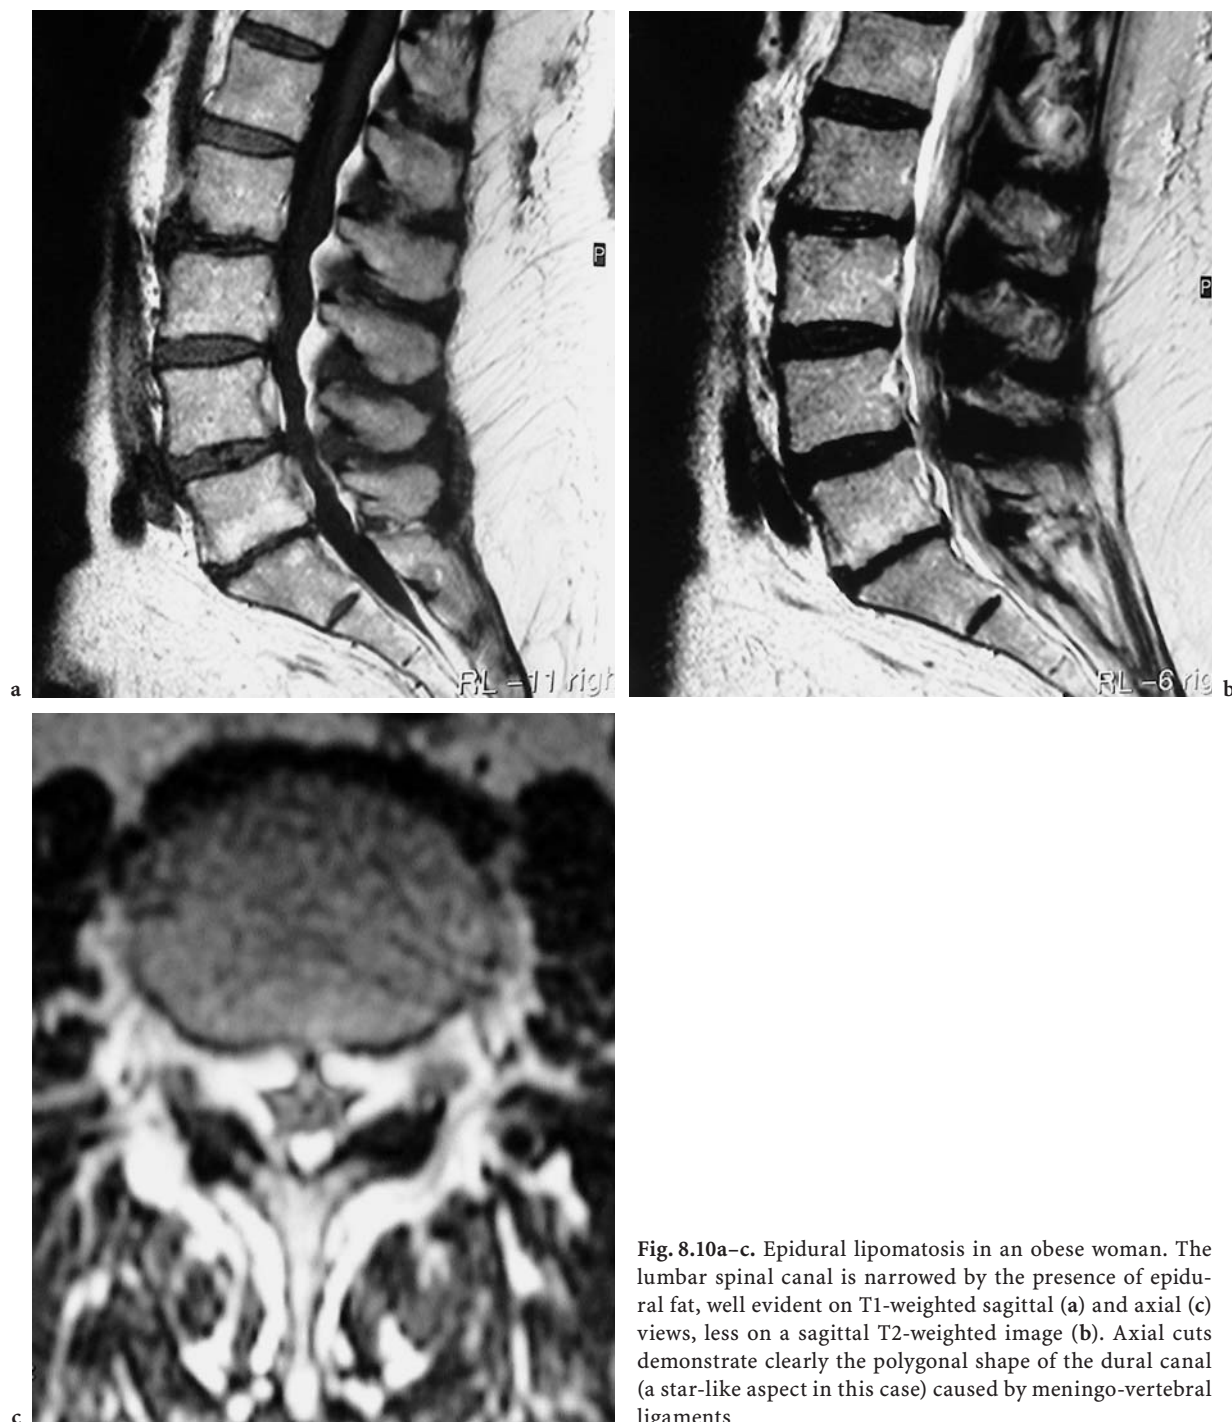 P
P
a
RL -11 righ
RL -6 rig
b
c
Fig. 8.10a–c. Epidural lipomatosis in an obese woman. The
lumbar spinal canal is narrowed by the presence of epidu-
ral fat, well evident on T1-weighted sagittal (a) and axial (c)
views, less on a sagittal T2-weighted image (b). Axial cuts
demonstrate clearly the polygonal shape of the dural canal
(a star-like aspect in this case) caused by meningo-vertebral
ligaments